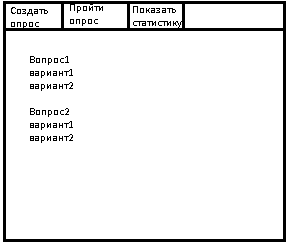 Создать
опрос
Пройти
опрос
Показать
статистику
Вопрос1
вариант1
вариант2
Вопрос2
вариант1
вариант2